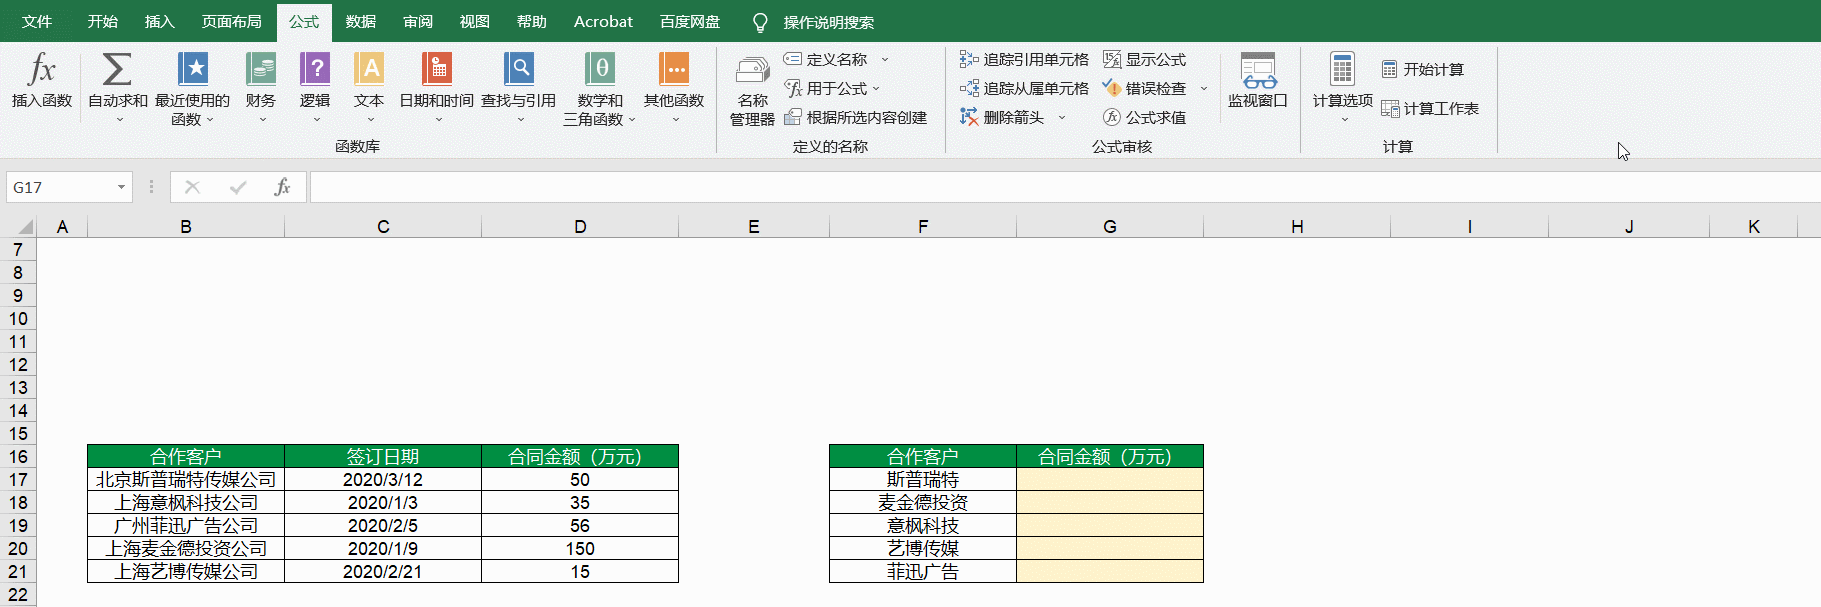 文件 开始 插入 页面布局 公式 数据 审阅 视图 帮助 Acrobat 百度网盘 操作说明搜索
fx 插入函数
Σ 自动求和
最近使用的函数
财务
? 逻辑
A 文本
日期和时间
查找与引用
θ 数学和三角函数
其他函数
函数库
名称管理器
定义名称
用于公式
根据所选内容创建
定义的名称
追踪引用单元格
追踪从属单元格
删除箭头
显示公式
错误检查
公式求值
公式审核
监视窗口
计算选项
开始计算
计算工作表
计算
G17 fx
A B C D E F G H I J K
7
8
9
10
11
12
13
14
15
16 合作客户 签订日期 合同金额（万元） 合作客户 合同金额（万元）
17 北京斯普瑞特传媒公司 2020/3/12 50 斯普瑞特
18 上海意枫科技公司 2020/1/3 35 麦金德投资
19 广州菲迅广告公司 2020/2/5 56 意枫科技
20 上海麦金德投资公司 2020/1/9 150 艺博传媒
21 上海艺博传媒公司 2020/2/21 15 菲迅广告
22